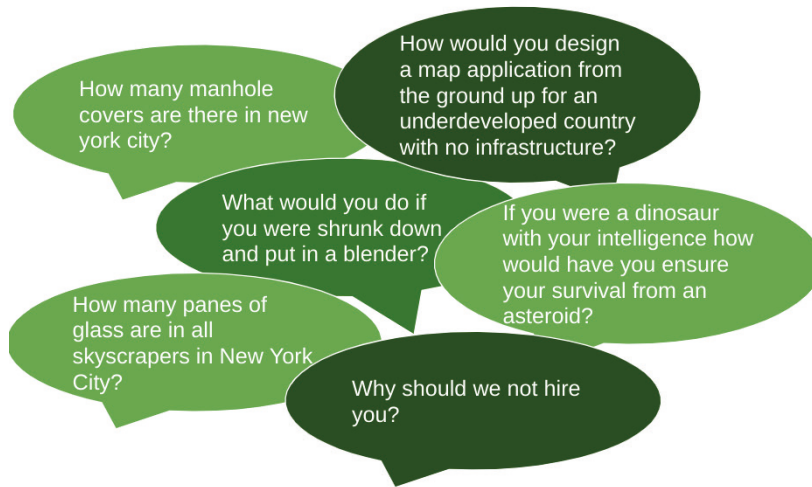 How many manhole
covers are there in new
york city?
How would you design
a map application from
the ground up for an
underdeveloped country
with no infrastructure?
What would you do if
you were shrunk down
and put in a blender?
If you were a dinosaur
with your intelligence how
would have you ensure
your survival from an
asteroid?
How many panes of
glass are in all
skyscrapers in New York
City?
Why should we not hire
you?